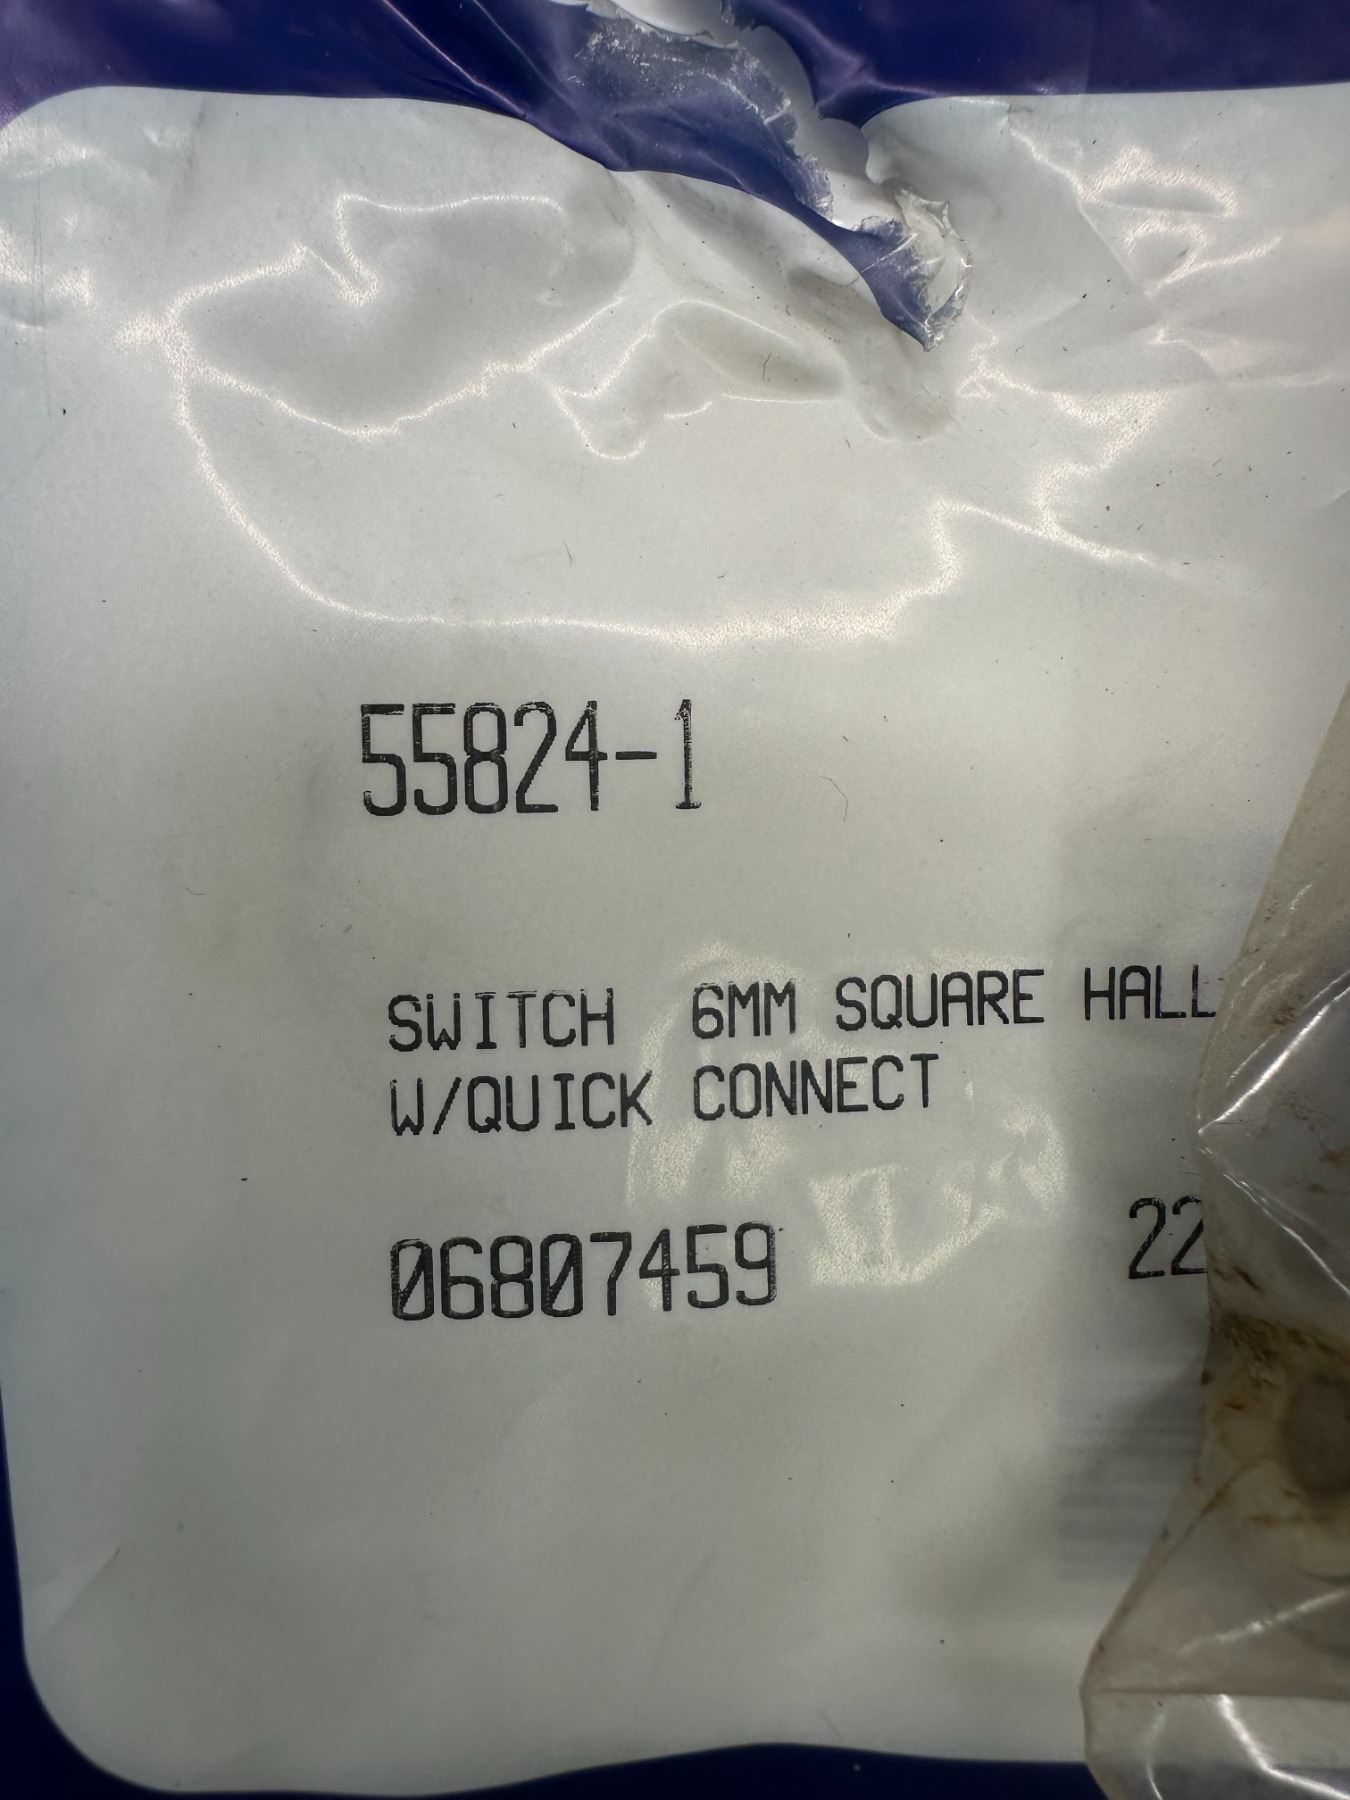 55824-1
SWITCH 6MM SQUARE HALL
W/QUICK CONNECT
06807459 22